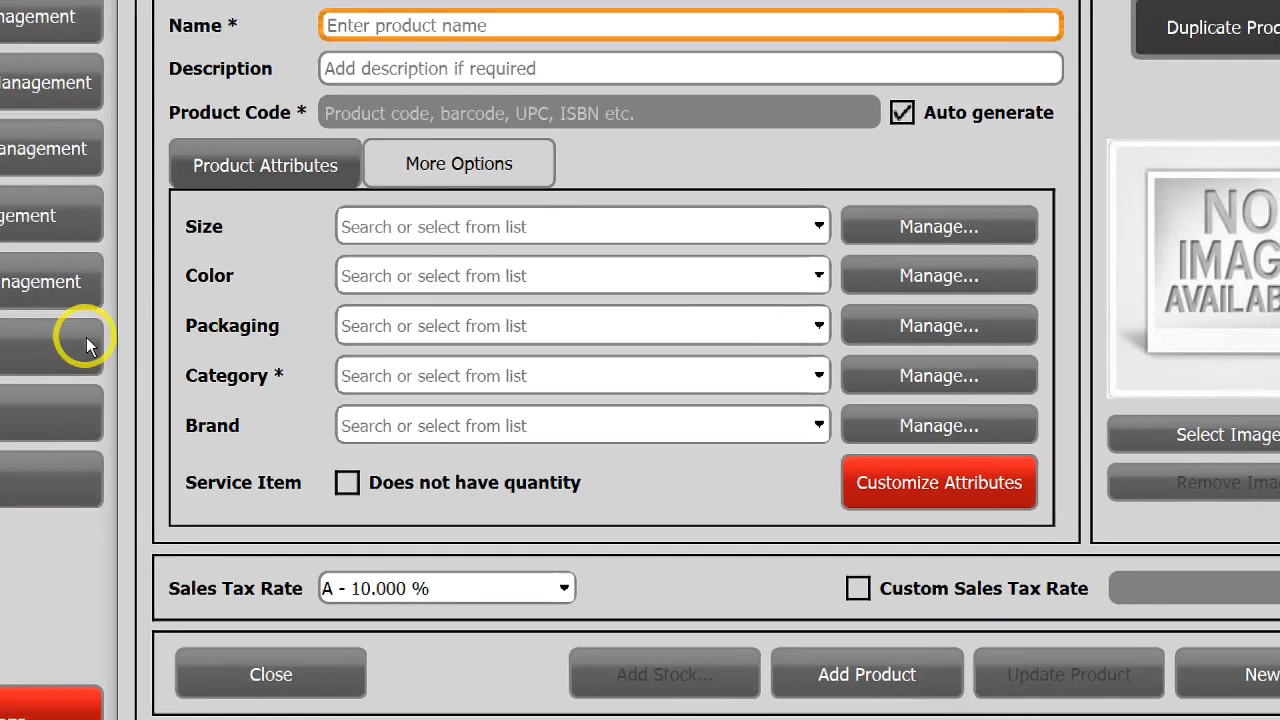 nagement
Name * Enter product name
Duplicate Prod
Management
Description Add description if required
Product Code * Product code, barcode, UPC, ISBN etc. Auto generate
anagement
Product Attributes More Options
gement
Size Search or select from list Manage...
NO
IMAG
AVAILAB
Color Search or select from list Manage...
nagement
Packaging Search or select from list Manage...
Category * Search or select from list Manage...
Brand Search or select from list Manage...
Select Image
Service Item Does not have quantity Customize Attributes
Remove Ima
Sales Tax Rate A - 10.000 % Custom Sales Tax Rate
Close Add Stock... Add Product Update Product New